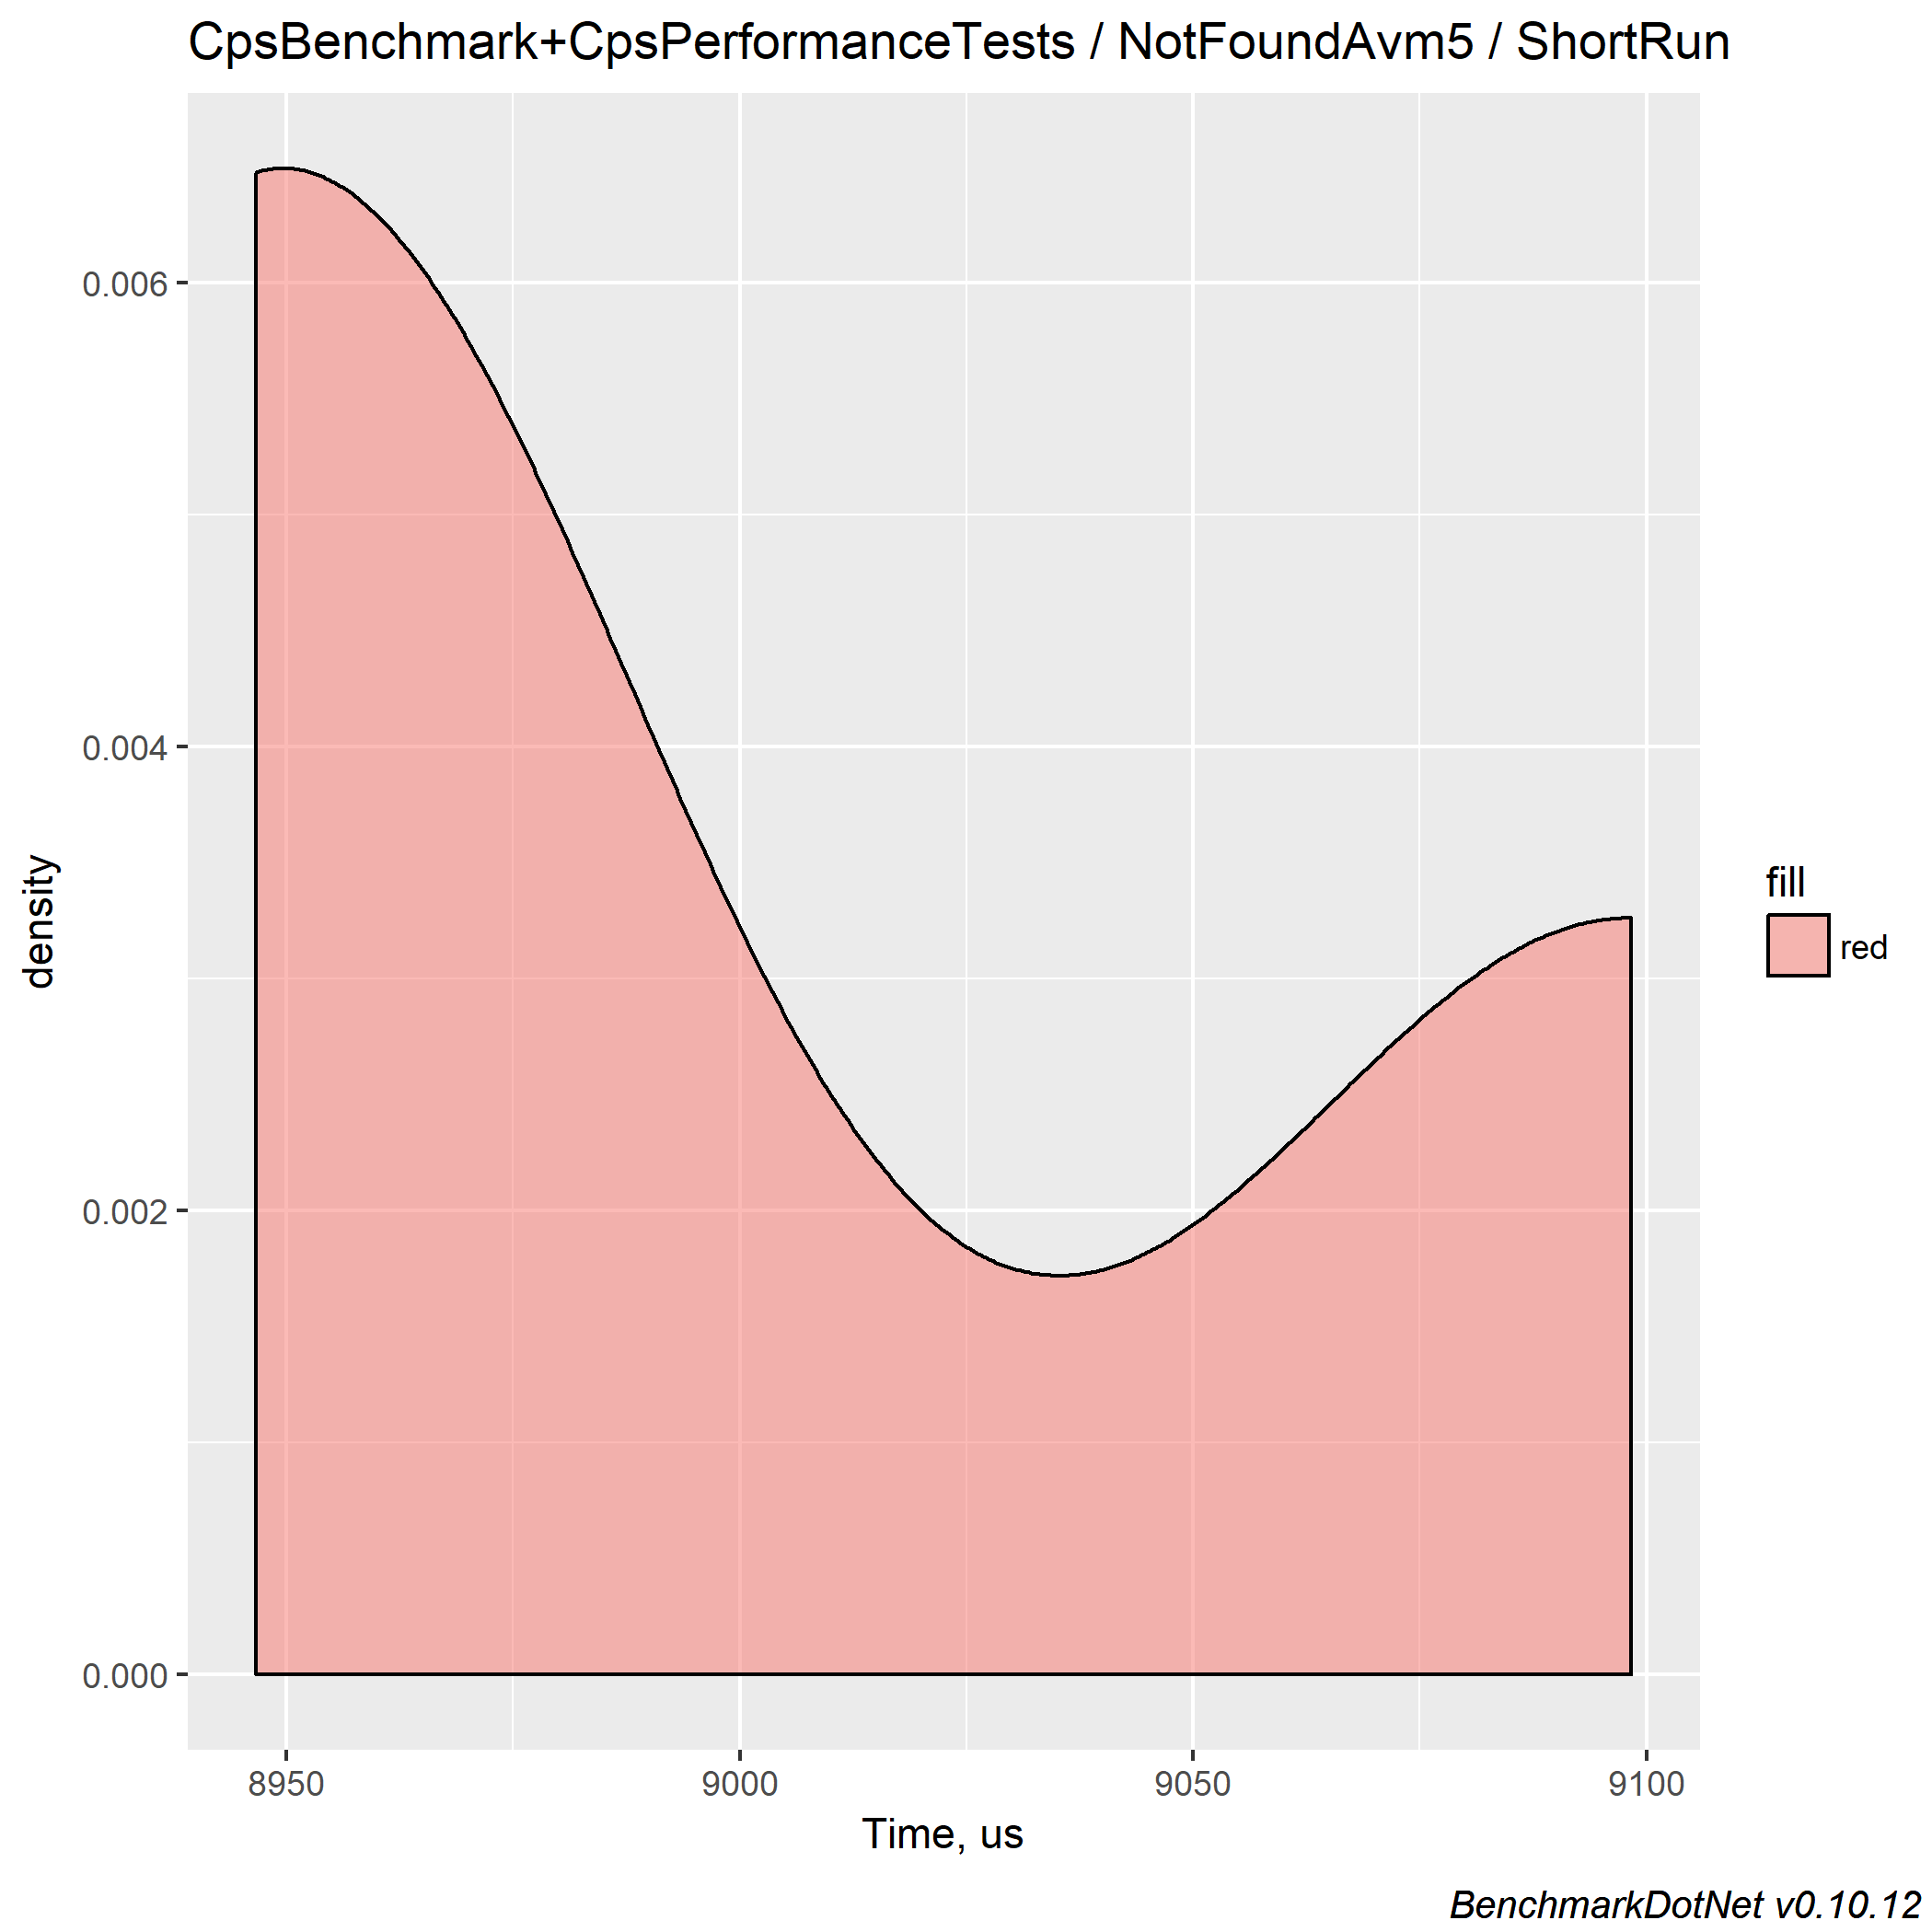 CpsBenchmark+CpsPerformanceTests / NotFoundAvm5 / ShortRun
0.006
0.004
0.002
0.000
density
8950 9000 9050 9100
Time, us
fill
red
BenchmarkDotNet v0.10.12